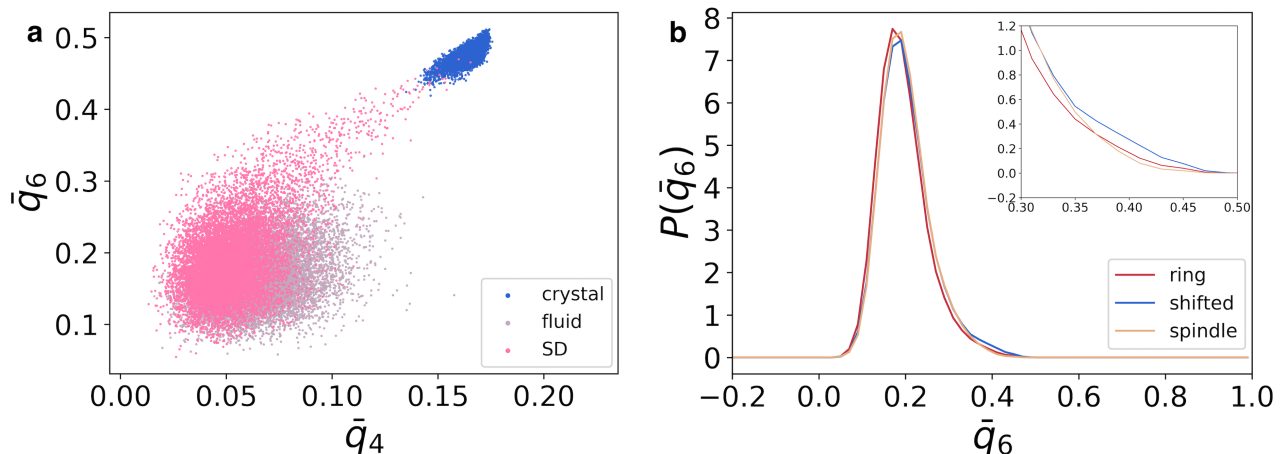 a
0.5
0.4
0.3
0.2
0.1
q̄6
0.00 0.05 0.10 0.15 0.20
q̄4
crystal
fluid
SD
b
8
7
6
5
4
3
2
1
0
P(q̄6)
−0.2 0.0 0.2 0.4 0.6 0.8 1.0
q̄6
1.2
1.0
0.8
0.6
0.4
0.2
0.0
−0.2
0.30 0.35 0.40 0.45 0.50
ring
shifted
spindle